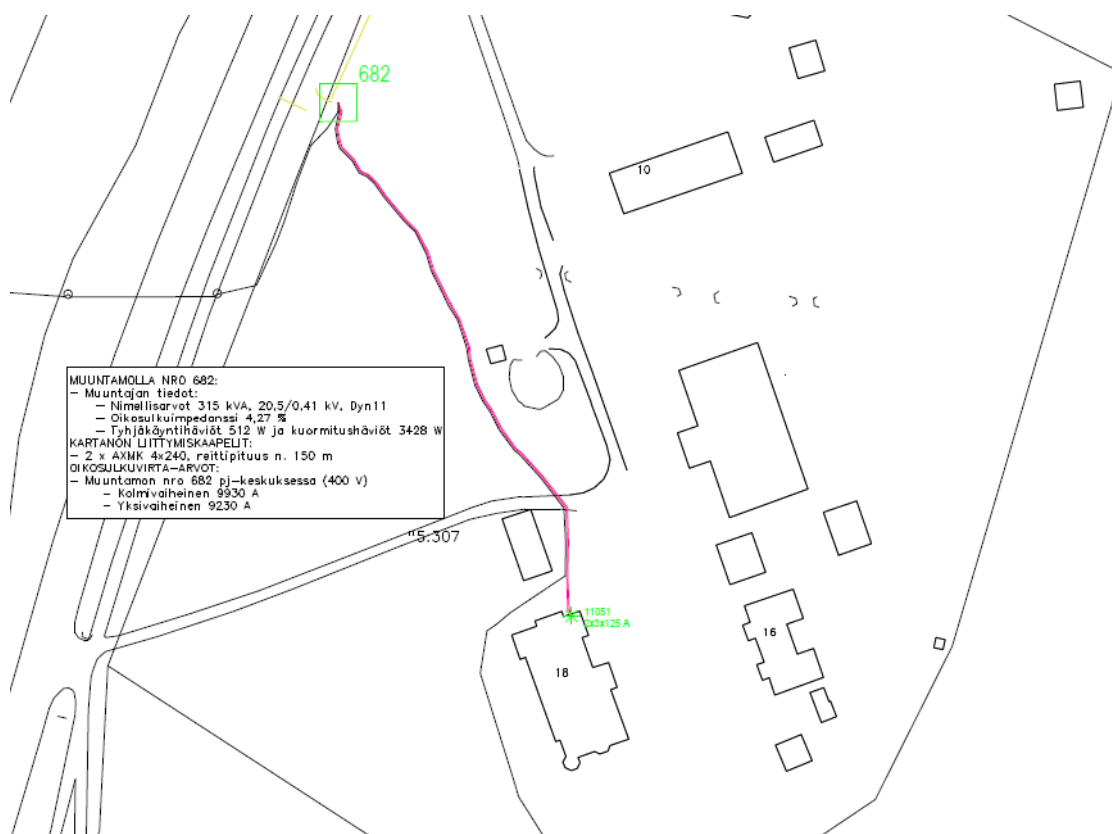 682
10
MUUNTAMOLLA NRO 682:
- Muuntajan tiedot:
- Nimellisarvot 315 kVA, 20,5/0,41 kV, Dyn11
- Oikosulkuimpedanssi 4,27 %
- Tyhjäkäyntihäviöt 512 W ja kuormitushäviöt 3428 W
KARTANON LIITTYMISKAAPELIT:
- 2 x AXMK 4x240, reittipituus n. 150 m
OIKOSULKUVIRTA-ARVOT:
- Muuntamon nro 682 pj-keskuksessa (400 V)
- Kolmivaiheinen 9930 A
- Yksivaiheinen 9230 A
"5:307
11051
2x3x125 A
16
18